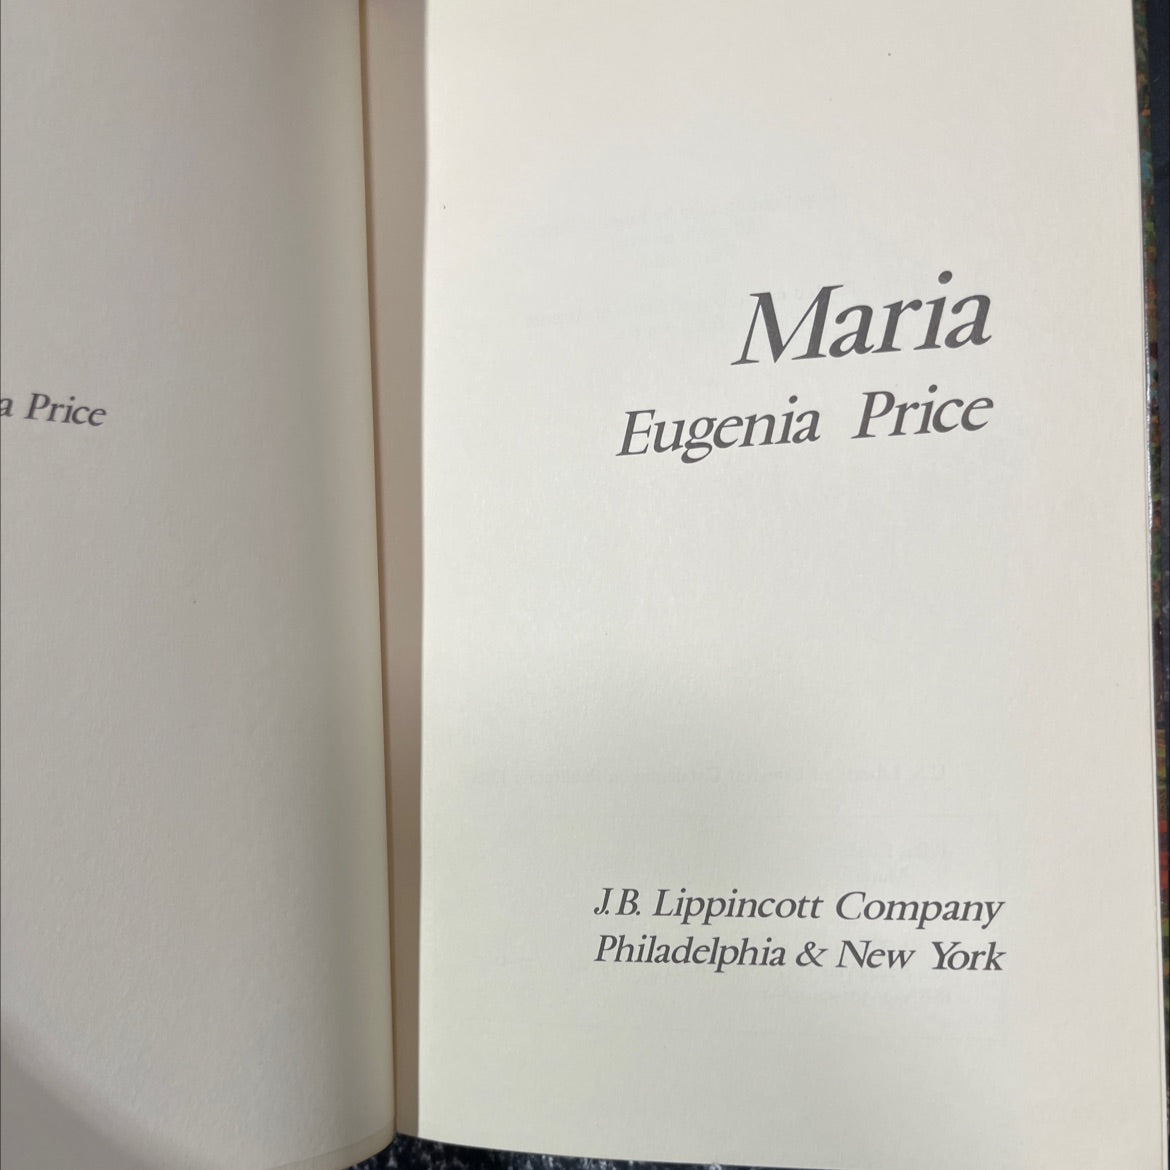 a Price
Maria
Eugenia Price
J.B. Lippincott Company
Philadelphia & New York